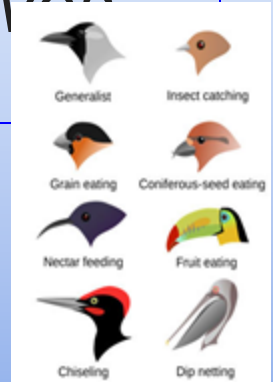 Generalist
Insect catching
Grain eating
Coniferous-seed eating
Nectar feeding
Fruit eating
Chiseling
Dip netting